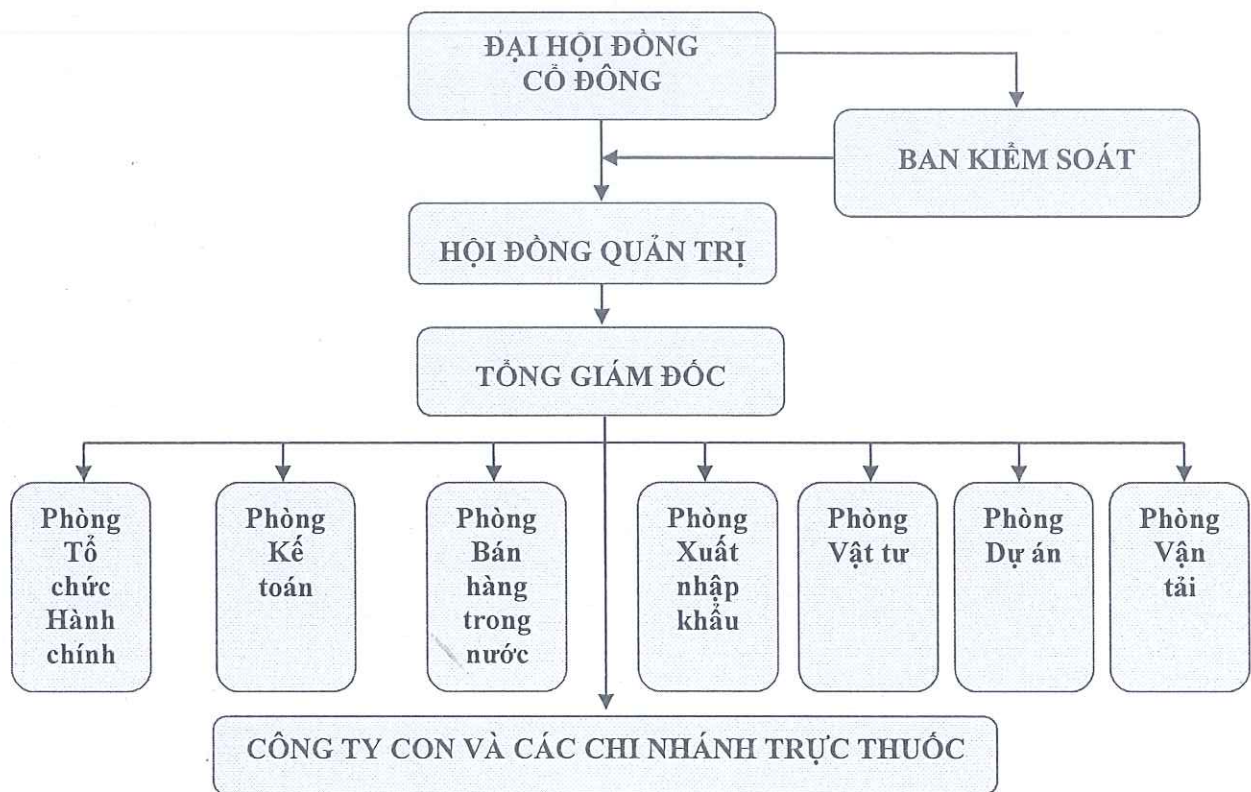 ĐẠI HỘI ĐỒNG
CỔ ĐÔNG
BAN KIỂM SOÁT
HỘI ĐỒNG QUẢN TRỊ
TỔNG GIÁM ĐỐC
Phòng
Tổ
chức
Hành
chính
Phòng
Kế
toán
Phòng
Bán
hàng
trong
nước
Phòng
Xuất
nhập
khẩu
Phòng
Vật tư
Phòng
Dự án
Phòng
Vận
tải
CÔNG TY CON VÀ CÁC CHI NHÁNH TRỰC THUỘC